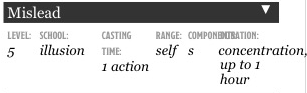 Mislead ▼
LEVEL: SCHOOL: CASTING TIME: RANGE: COMPONENTS: DURATION:
5 illusion 1 action self s concentration, up to 1 hour